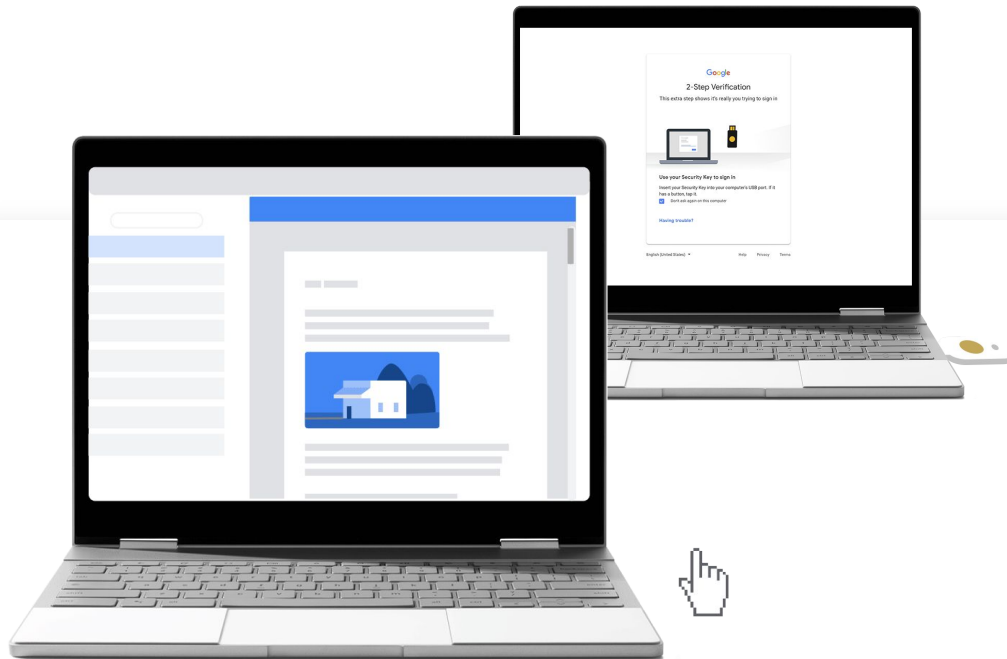 Google
2-Step Verification
This extra step shows it's really you trying to sign in
Use your Security Key to sign in
Insert your Security Key into your computer's USB port. If it
has a button, tap it.
Don't ask again on this computer
Having trouble?
English (United States) Help Privacy Terms